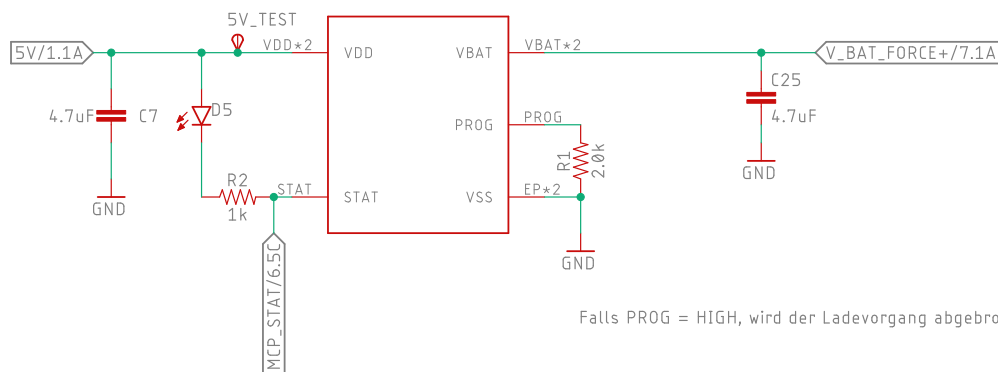 5V_TEST
5V/1.1A
VDD*2
VDD
VBAT
VBAT*2
V_BAT_FORCE+/7.1A
C25
4.7uF
C7
D5
4.7uF
PROG
PROG
R1
2.0k
GND
R2
STAT
STAT
VSS
EP*2
GND
1k
GND
MCP_STAT/6.5C
Falls PROG = HIGH, wird der Ladevorgang abgebro